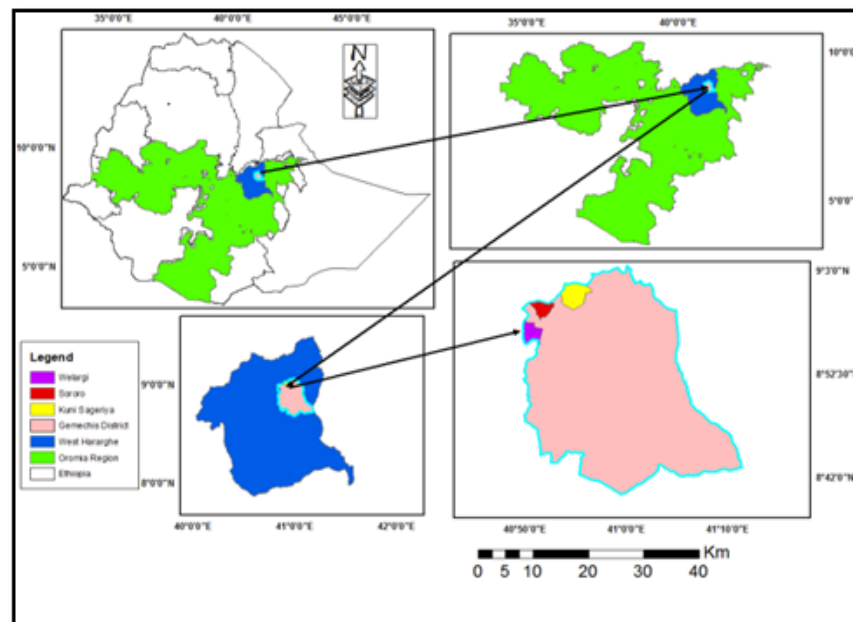 35°0'0"E 40°0'0"E 45°0'0"E
35°0'0"E 40°0'0"E
N
10°0'0"N
5°0'0"N
10°0'0"N
5°0'0"N
9°3'0"N
8°52'30"N
8°42'0"N
40°50'0"E 41°0'0"E 41°10'0"E
9°0'0"N
8°0'0"N
40°0'0"E 41°0'0"E 42°0'0"E
Legend
Welargi
Sororo
Kuni Sageriya
Gemechis District
West Hararghe
Oromia Region
Ethiopia
Km
0 5 10 20 30 40